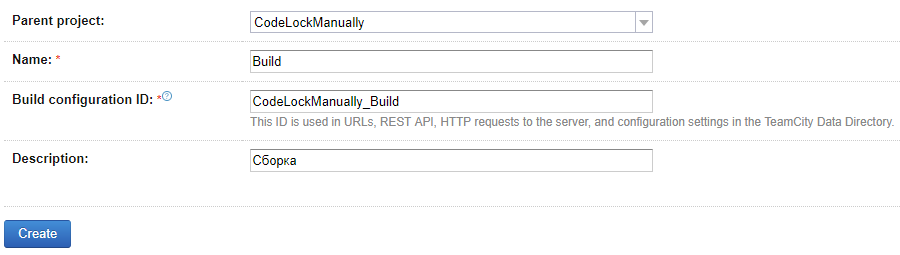 Parent project: CodeLockManually
Name: * Build
Build configuration ID: * ? CodeLockManually_Build
This ID is used in URLs, REST API, HTTP requests to the server, and configuration settings in the TeamCity Data Directory.
Description: Сборка
Create